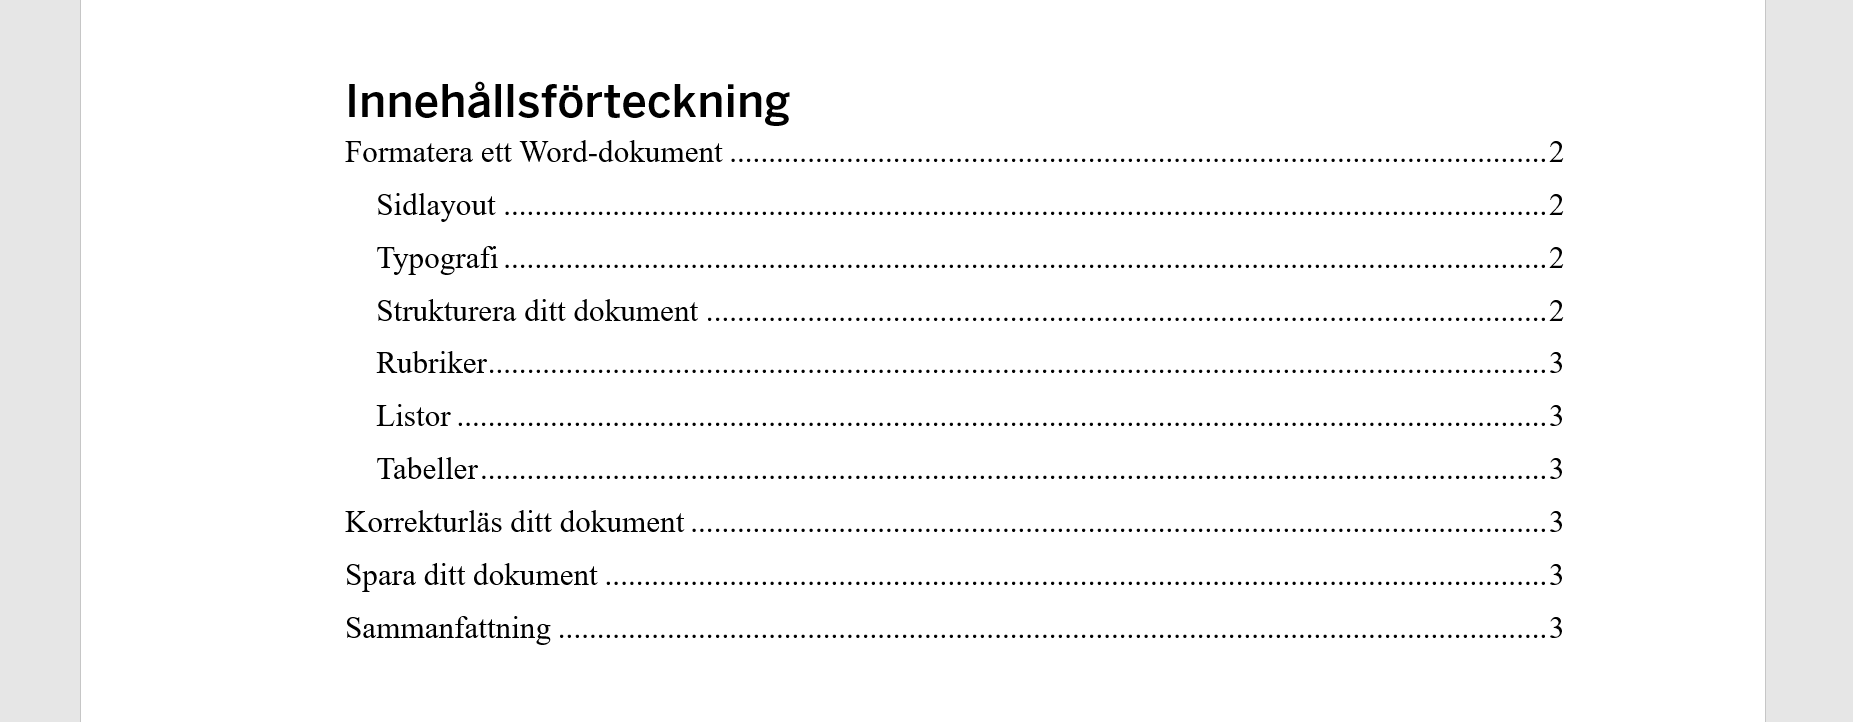 Innehållsförteckning
Formatera ett Word-dokument ........................................................................................................ 2
Sidlayout ..................................................................................................................................... 2
Typografi ..................................................................................................................................... 2
Strukturera ditt dokument ........................................................................................................... 2
Rubriker....................................................................................................................................... 3
Listor ........................................................................................................................................... 3
Tabeller........................................................................................................................................ 3
Korrekturläs ditt dokument ............................................................................................................. 3
Spara ditt dokument ........................................................................................................................ 3
Sammanfattning .............................................................................................................................. 3